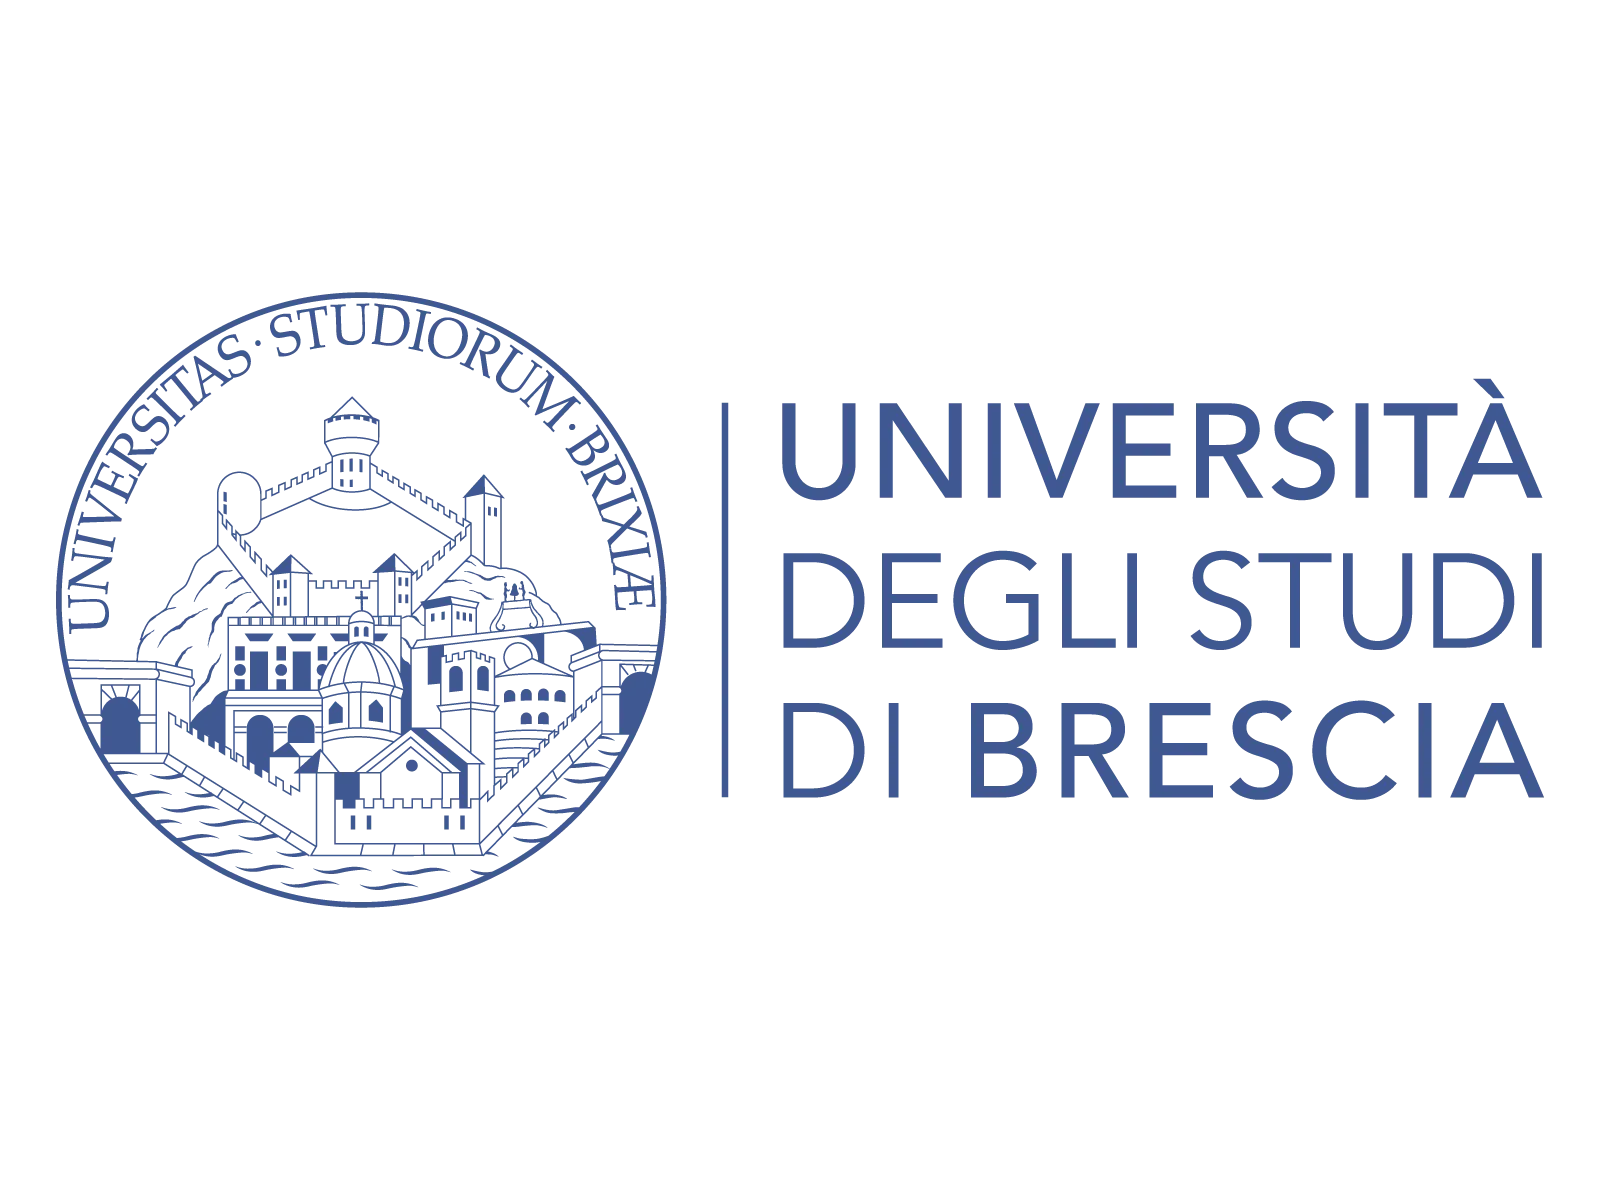 UNIVERSITAS · STUDIORUM · BRIXIÆ
UNIVERSITÀ
DEGLI STUDI
DI BRESCIA